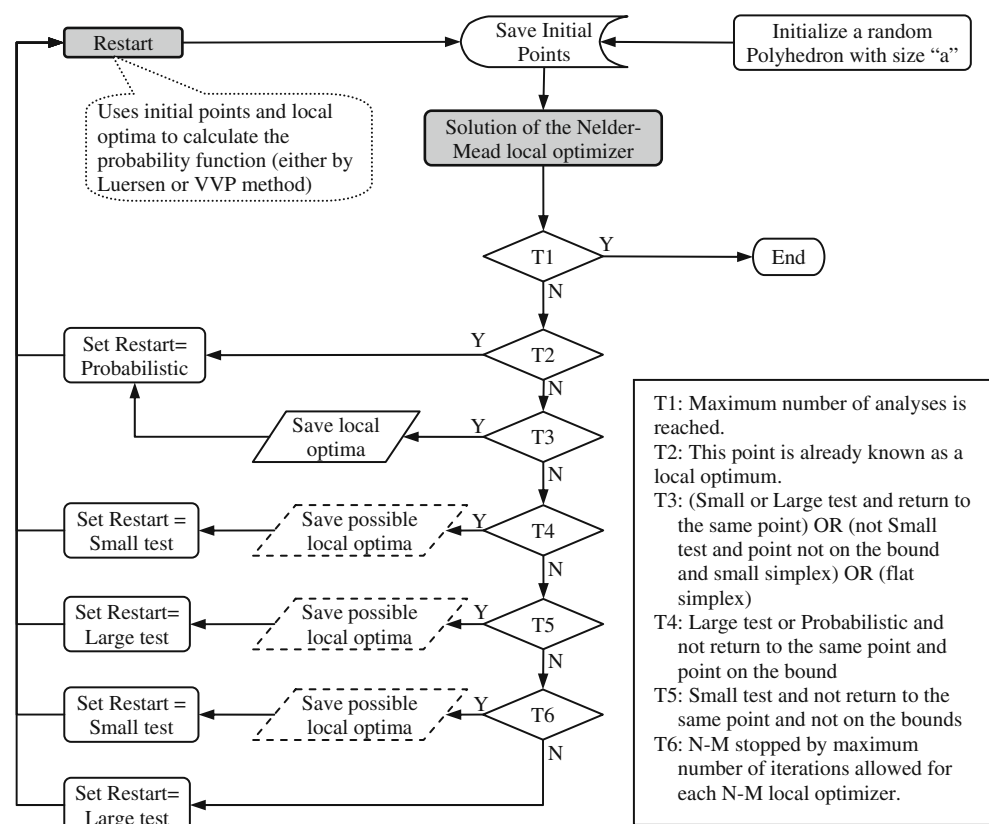 Restart
Save Initial
Points
Initialize a random
Polyhedron with size “a”
Uses initial points and local
optima to calculate the
probability function (either by
Luersen or VVP method)
Solution of the Nelder-
Mead local optimizer
T1
Y
End
N
Set Restart=
Probabilistic
Y
T2
N
Save local
optima
Y
T3
N
Set Restart =
Small test
Save possible
local optima
Y
T4
N
Set Restart=
Large test
Save possible
local optima
Y
T5
N
Set Restart =
Small test
Save possible
local optima
Y
T6
N
Set Restart=
Large test
T1: Maximum number of analyses is
reached.
T2: This point is already known as a
local optimum.
T3: (Small or Large test and return to
the same point) OR (not Small
test and point not on the bound
and small simplex) OR (flat
simplex)
T4: Large test or Probabilistic and
not return to the same point and
point on the bound
T5: Small test and not return to the
same point and not on the bounds
T6: N-M stopped by maximum
number of iterations allowed for
each N-M local optimizer.